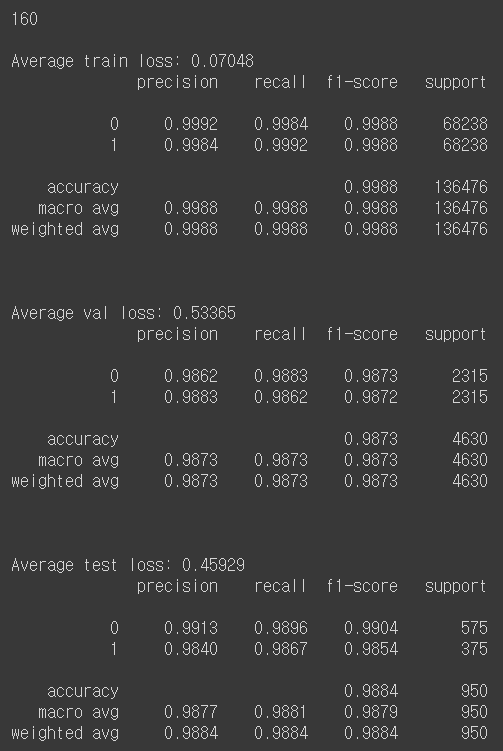 160
Average train loss: 0.07048
precision recall f1-score support
0 0.9992 0.9984 0.9988 68238
1 0.9984 0.9992 0.9988 68238
accuracy 0.9988 136476
macro avg 0.9988 0.9988 0.9988 136476
weighted avg 0.9988 0.9988 0.9988 136476
Average val loss: 0.53365
precision recall f1-score support
0 0.9862 0.9883 0.9873 2315
1 0.9883 0.9862 0.9872 2315
accuracy 0.9873 4630
macro avg 0.9873 0.9873 0.9873 4630
weighted avg 0.9873 0.9873 0.9873 4630
Average test loss: 0.45929
precision recall f1-score support
0 0.9913 0.9896 0.9904 575
1 0.9840 0.9867 0.9854 375
accuracy 0.9884 950
macro avg 0.9877 0.9881 0.9879 950
weighted avg 0.9884 0.9884 0.9884 950